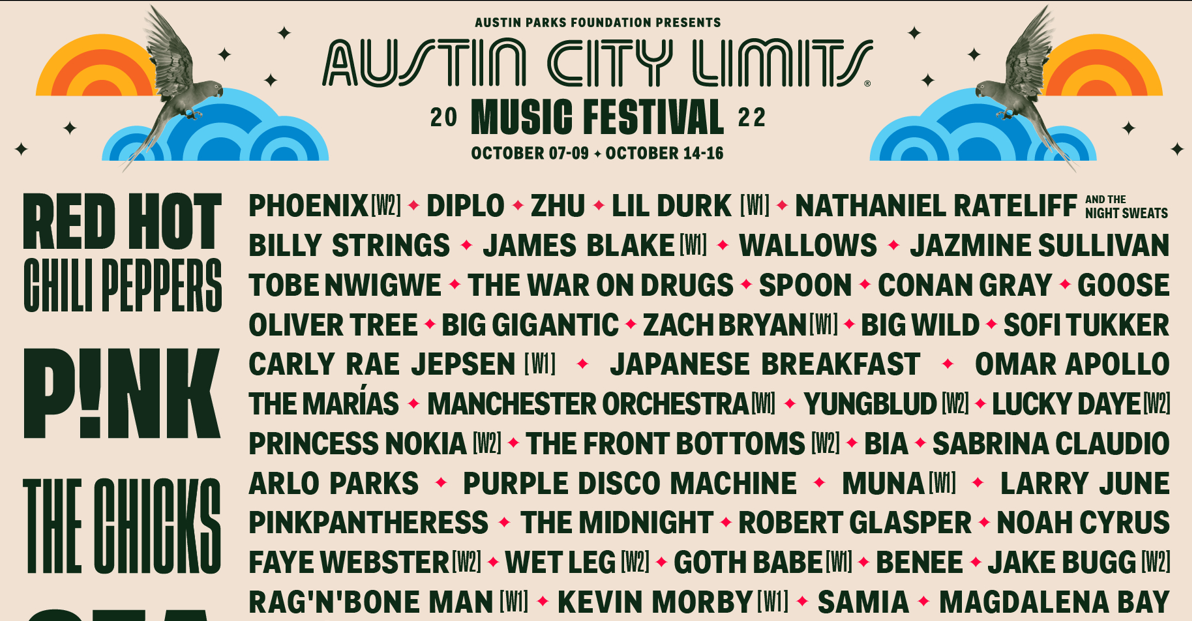 AUSTIN PARKS FOUNDATION PRESENTS
AUSTIN CITY LIMITS®
20 MUSIC FESTIVAL 22
OCTOBER 07-09 ✦ OCTOBER 14-16
RED HOT
CHILI PEPPERS
P!NK
THE CHICKS
PHOENIX [W2] ✦ DIPLO ✦ ZHU ✦ LIL DURK [W1] ✦ NATHANIEL RATELIFF AND THE NIGHT SWEATS
BILLY STRINGS ✦ JAMES BLAKE [W1] ✦ WALLOWS ✦ JAZMINE SULLIVAN
TOBE NWIGWE ✦ THE WAR ON DRUGS ✦ SPOON ✦ CONAN GRAY ✦ GOOSE
OLIVER TREE ✦ BIG GIGANTIC ✦ ZACH BRYAN [W1] ✦ BIG WILD ✦ SOFI TUKKER
CARLY RAE JEPSEN [W1] ✦ JAPANESE BREAKFAST ✦ OMAR APOLLO
THE MARÍAS ✦ MANCHESTER ORCHESTRA [W1] ✦ YUNGBLUD [W2] ✦ LUCKY DAYE [W2]
PRINCESS NOKIA [W2] ✦ THE FRONT BOTTOMS [W2] ✦ BIA ✦ SABRINA CLAUDIO
ARLO PARKS ✦ PURPLE DISCO MACHINE ✦ MUNA [W1] ✦ LARRY JUNE
PINKPANTHERESS ✦ THE MIDNIGHT ✦ ROBERT GLASPER ✦ NOAH CYRUS
FAYE WEBSTER [W2] ✦ WET LEG [W2] ✦ GOTH BABE [W1] ✦ BENEE ✦ JAKE BUGG [W2]
RAG'N'BONE MAN [W1] ✦ KEVIN MORBY [W1] ✦ SAMIA ✦ MAGDALENA BAY